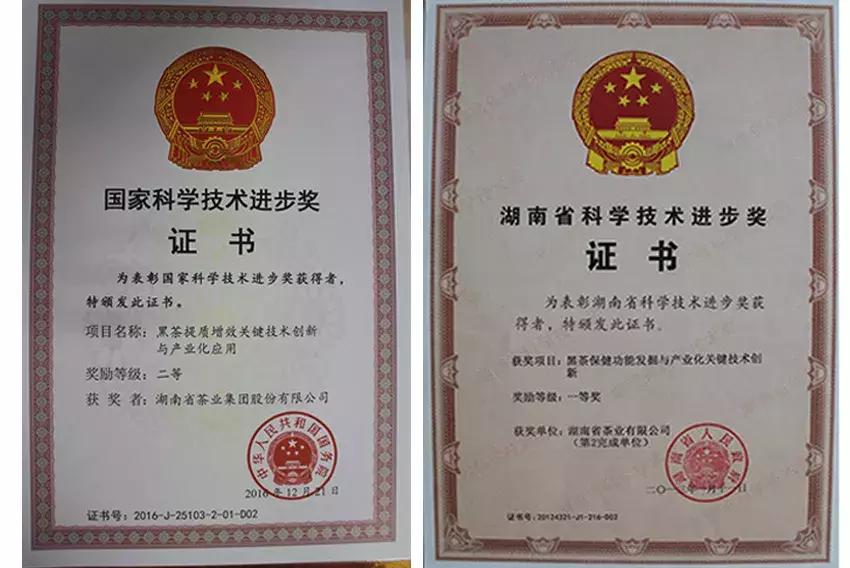 国家科学技术进步奖
证书
为表彰国家科学技术进步奖获得者，
特颁发此证书。
项目名称：黑茶提质增效关键技术创新
与产业化应用
奖励等级：二等
获奖者：湖南省茶业集团股份有限公司
中华人民共和国国务院
2016年12月21日
证书号：2016-J-25103-2-01-D02
湖南省科学技术进步奖
证书
为表彰湖南省科学技术进步奖获
得者，特颁发此证书。
获奖项目：黑茶保健功能发掘与产业化关键技术创
新
奖励等级：一等奖
获奖单位：湖南省茶业有限公司
（第2完成单位）
湖南省人民政府
证书号：20124321-J1-216-D02